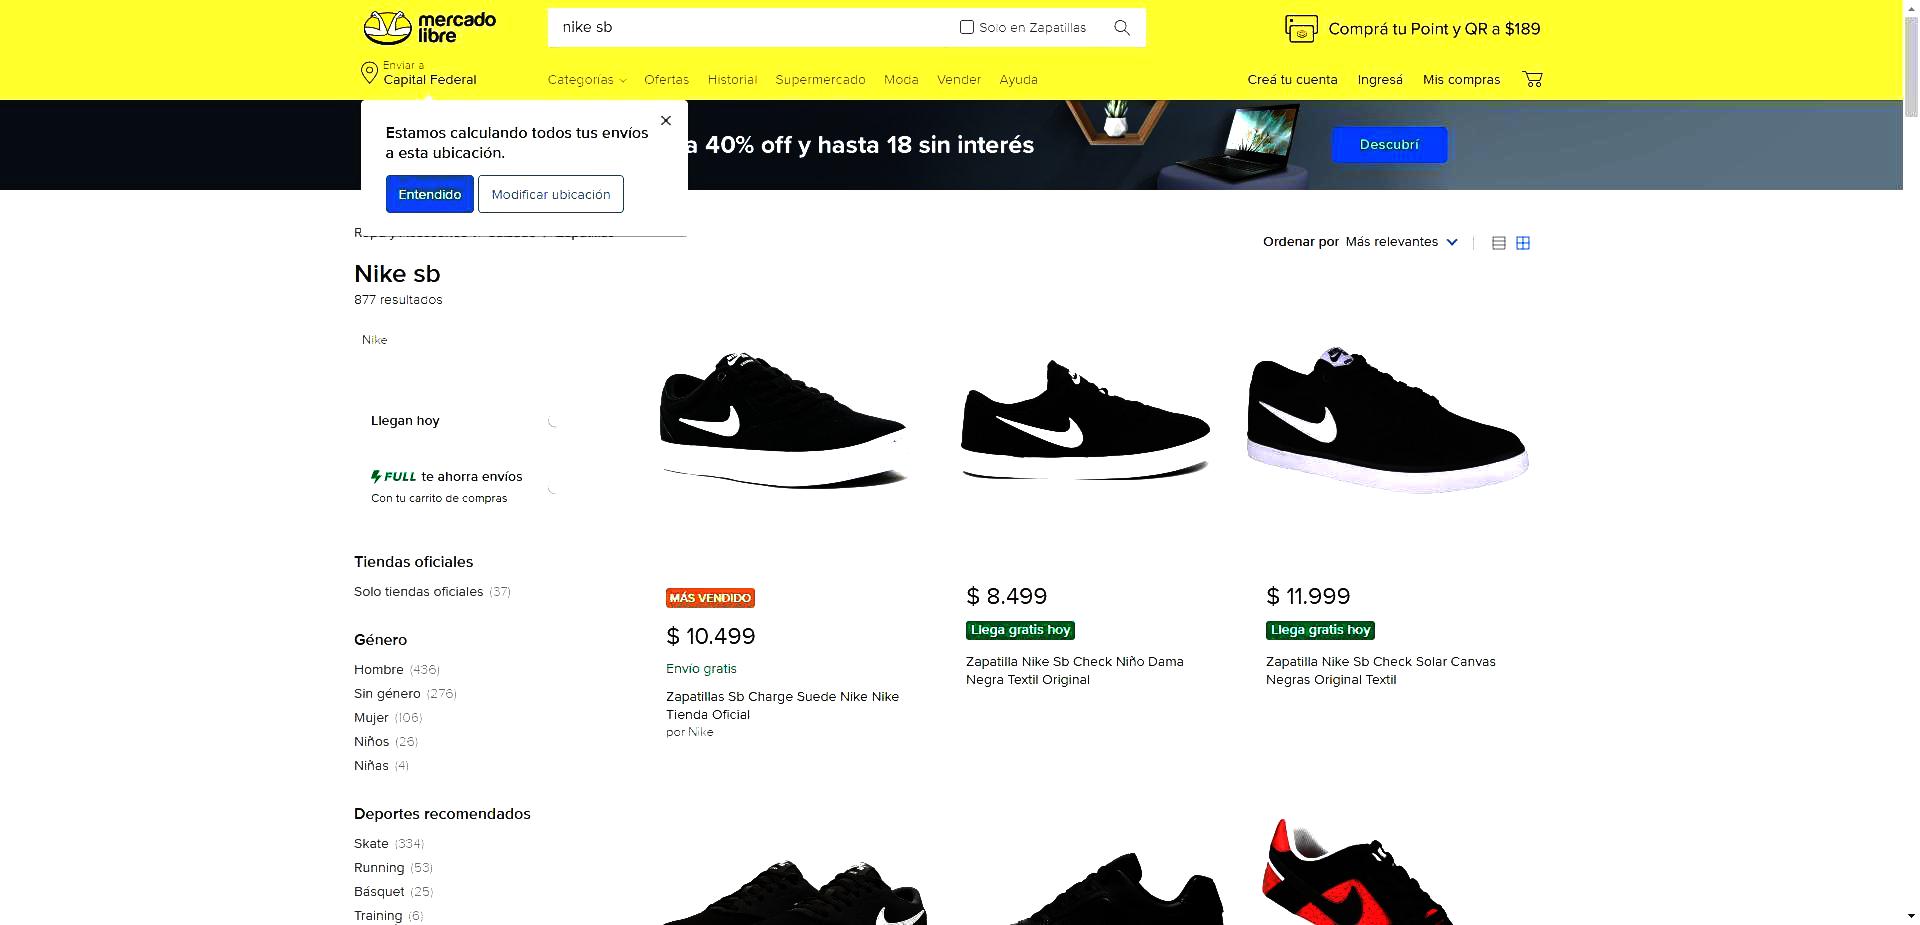 mercado
libre
nike sb
Solo en Zapatillas
Comprá tu Point y QR a $189
Enviar a
Capital Federal
Categorías
Ofertas
Historial
Supermercado
Moda
Vender
Ayuda
Creá tu cuenta
Ingresá
Mis compras
Estamos calculando todos tus envíos
a esta ubicación.
Entendido
Modificar ubicación
a 40% off y hasta 18 sin interés
Descubrí
Ordenar por Más relevantes
Nike sb
877 resultados
Nike
Llegan hoy
FULL te ahorra envíos
Con tu carrito de compras
Tiendas oficiales
Solo tiendas oficiales (37)
Género
Hombre (436)
Sin género (276)
Mujer (106)
Niños (26)
Niñas (4)
Deportes recomendados
Skate (334)
Running (53)
Básquet (25)
Training (6)
MÁS VENDIDO
$ 10.499
Envío gratis
Zapatillas Sb Charge Suede Nike Nike
Tienda Oficial
por Nike
$ 8.499
Llega gratis hoy
Zapatilla Nike Sb Check Niño Dama
Negra Textil Original
$ 11.999
Llega gratis hoy
Zapatilla Nike Sb Check Solar Canvas
Negras Original Textil